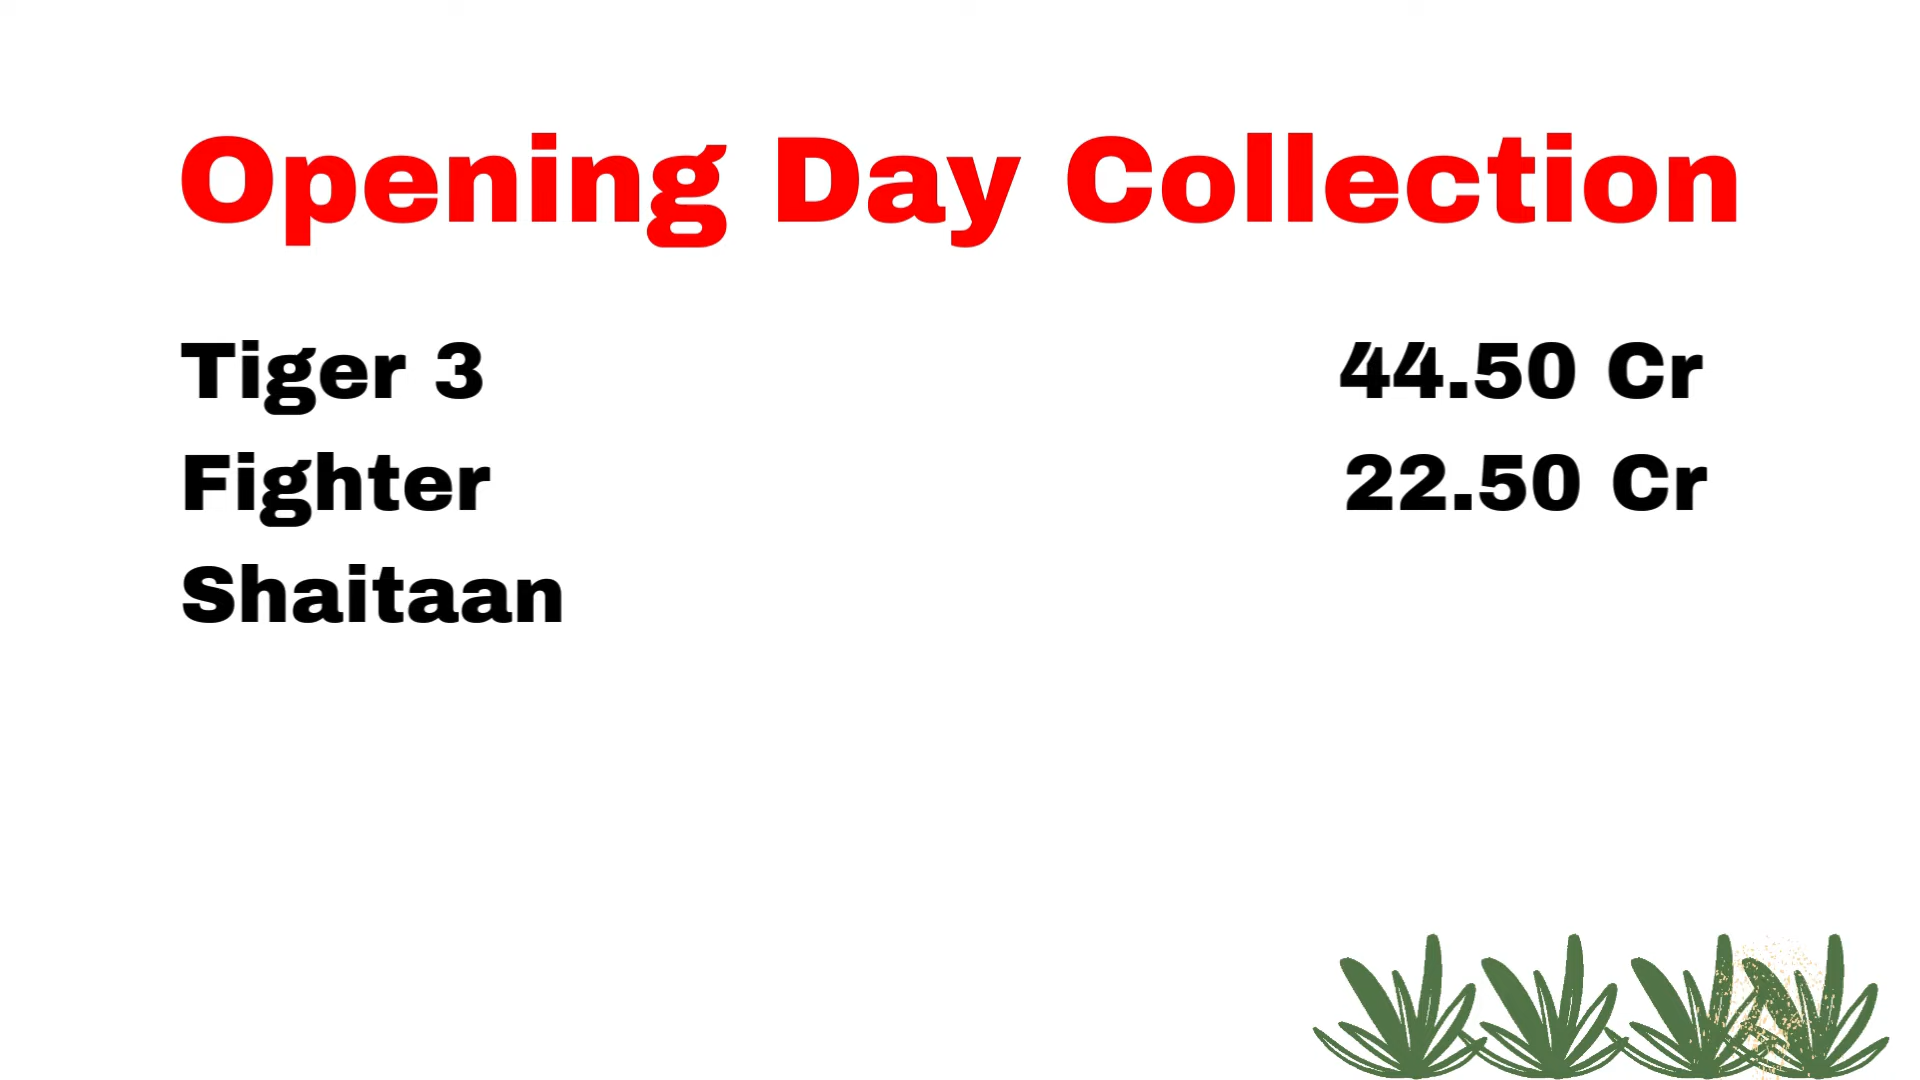 Opening Day Collection
Tiger 3 44.50 Cr
Fighter 22.50 Cr
Shaitaan